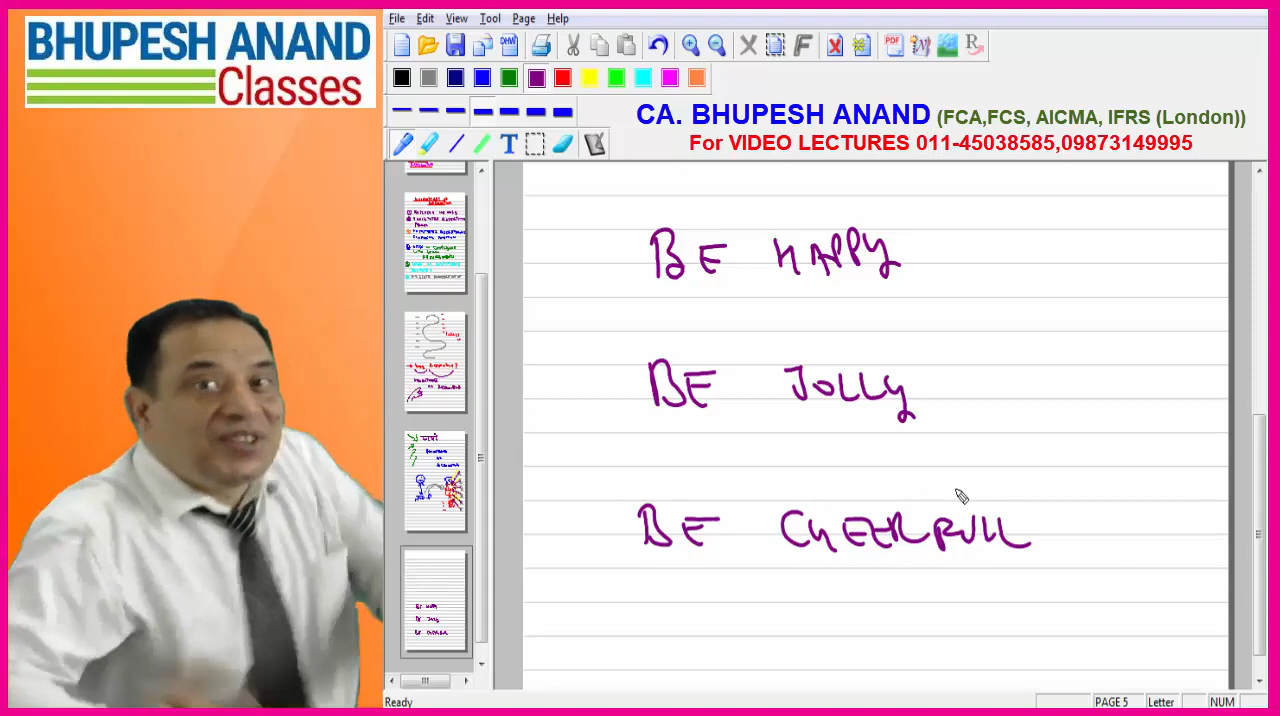 BHUPESH ANAND
Classes
File Edit View Tool Page Help
CA. BHUPESH ANAND (FCA,FCS, AICMA, IFRS (London))
For VIDEO LECTURES 011-45038585,09873149995
BE HAPPY
BE JOLLY
BE CHEERFULL
Ready
PAGE 5 Letter NUM